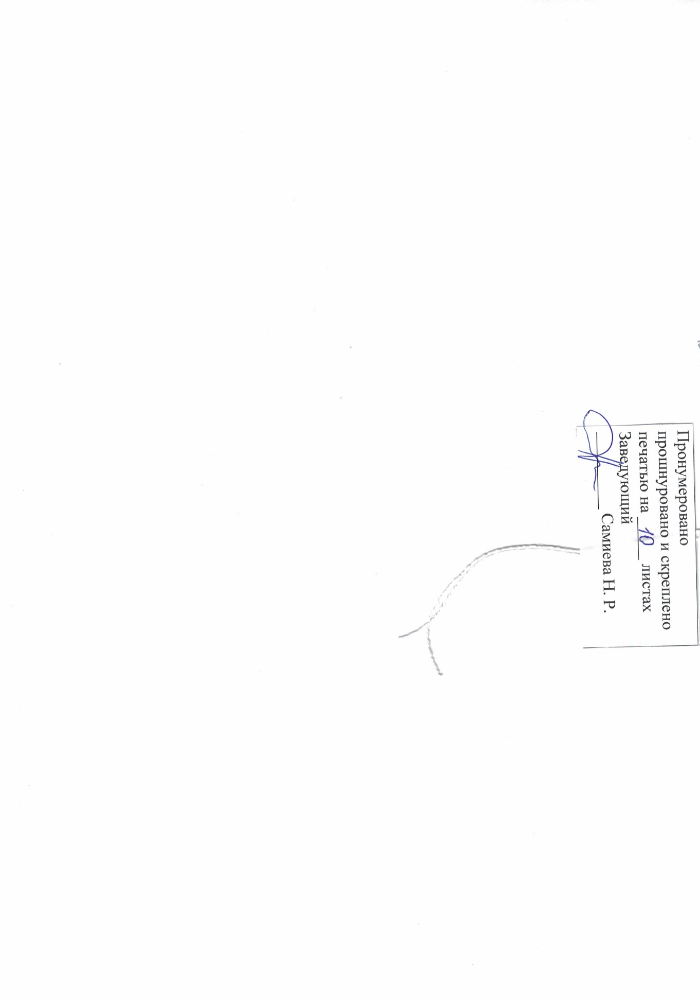 Пронумеровано
прошнуровано и скреплено
печатью на 10 листах
Заведующий
Самиева Н. Р.